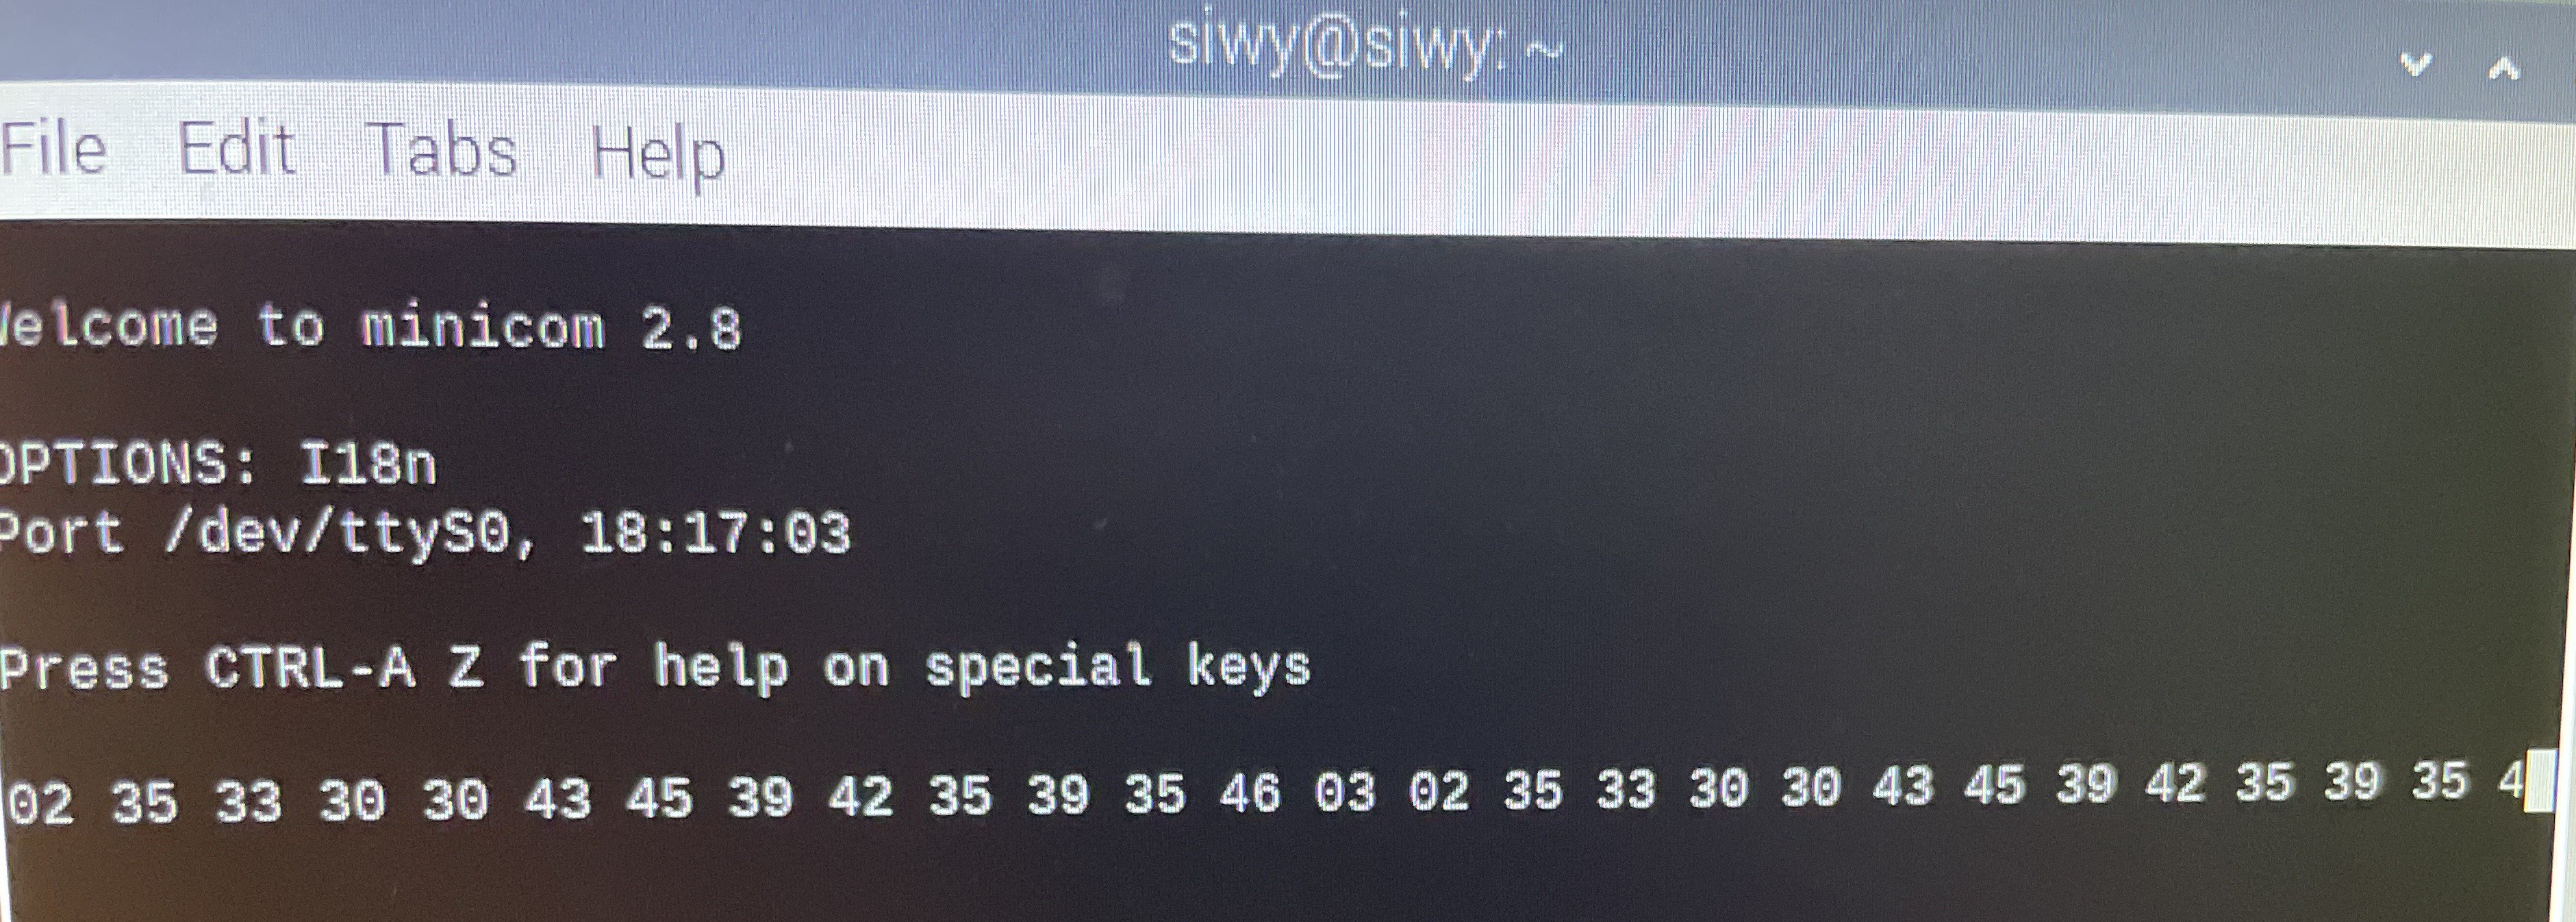 siwy@siwy: ~
File Edit Tabs Help
Welcome to minicom 2.8
OPTIONS: I18n
Port /dev/ttyS0, 18:17:03
Press CTRL-A Z for help on special keys
02 35 33 30 30 43 45 39 42 35 39 35 46 03 02 35 33 30 30 43 45 39 42 35 39 35 4